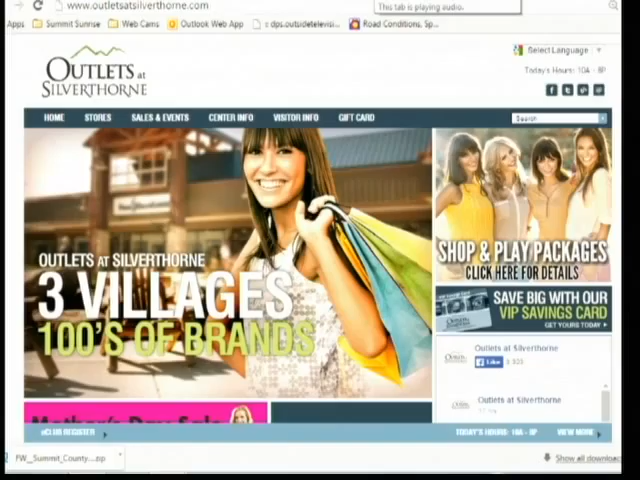 www.outletsatsilverthorne.com
This tab is playing audio.
Apps Summit Sunrise Web Cams Outlook Web App dps.outsidetelevisi... Road Conditions, Sp...
OUTLETS at
SILVERTHORNE
Select Language
Today's Hours: 10A - 8P
HOME STORES SALES & EVENTS CENTER INFO VISITOR INFO GIFT CARD Search
OUTLETS AT SILVERTHORNE
3 VILLAGES
100'S OF BRANDS
SHOP & PLAY PACKAGES
CLICK HERE FOR DETAILS
SAVE BIG WITH OUR
VIP SAVINGS CARD
GET YOURS TODAY
Outlets at Silverthorne
Like
Outlets at Silverthorne
Mother's Day Sale
eCLUB REGISTER TODAY'S HOURS: 10A - 8P VIEW MORE
FW_Summit_County....zip Show all download